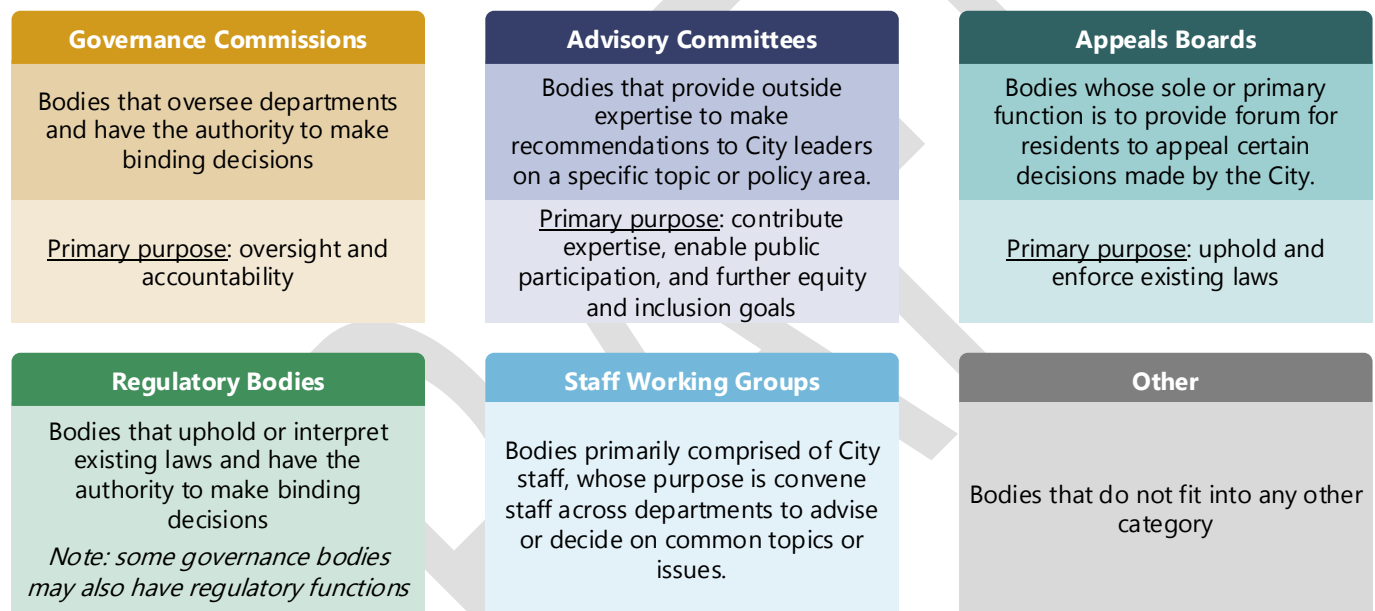 Governance Commissions
Bodies that oversee departments
and have the authority to make
binding decisions
Primary purpose: oversight and
accountability
Advisory Committees
Bodies that provide outside
expertise to make
recommendations to City leaders
on a specific topic or policy area.
Primary purpose: contribute
expertise, enable public
participation, and further equity
and inclusion goals
Appeals Boards
Bodies whose sole or primary
function is to provide forum for
residents to appeal certain
decisions made by the City.
Primary purpose: uphold and
enforce existing laws
Regulatory Bodies
Bodies that uphold or interpret
existing laws and have the
authority to make binding
decisions
Note: some governance bodies
may also have regulatory functions
Staff Working Groups
Bodies primarily comprised of City
staff, whose purpose is convene
staff across departments to advise
or decide on common topics or
issues.
Other
Bodies that do not fit into any other
category